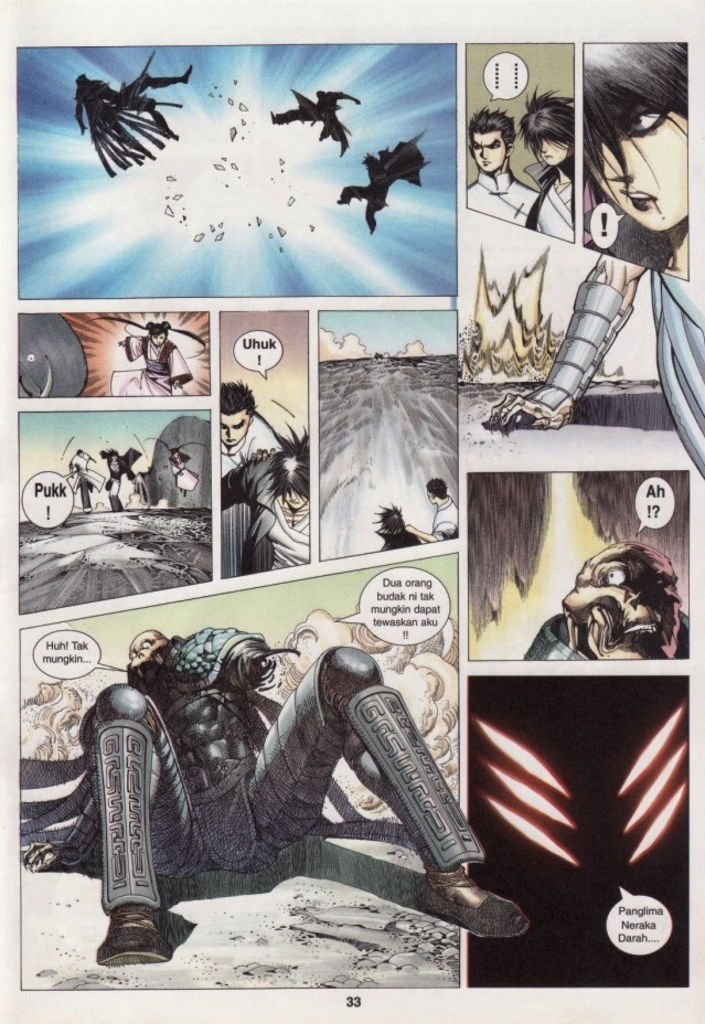 !
Uhuk
!
Pukk
!
Ah
!?
Dua orang
budak ni tak
mungkin dapat
tewaskan aku
!!
Huh! Tak
mungkin...
Panglima
Neraka
Darah....
33